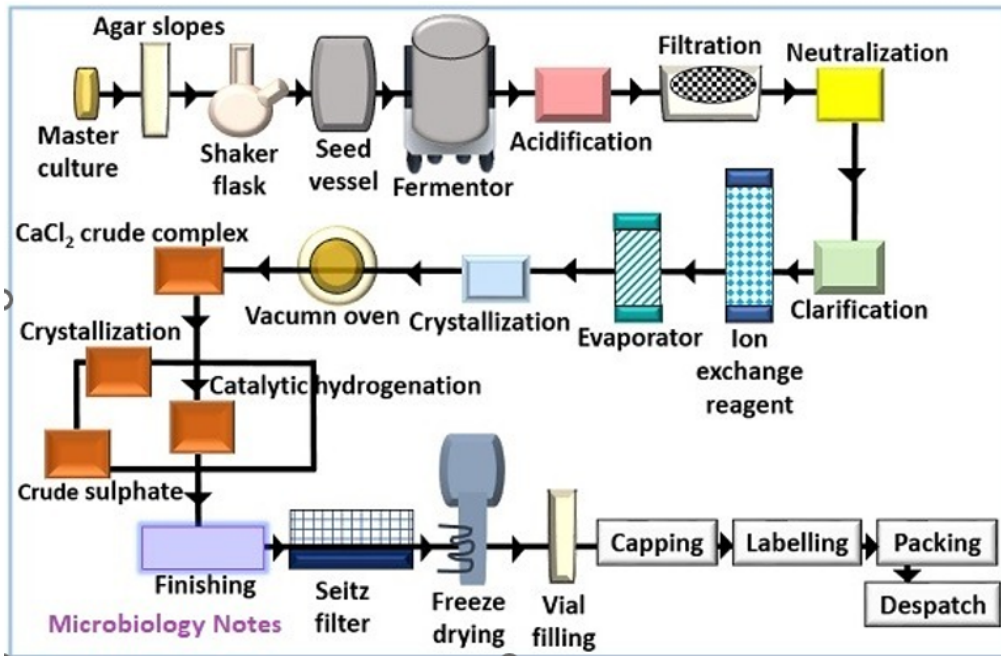 Agar slopes
Filtration
Neutralization
Master
culture
Shaker
flask
Seed
vessel
Fermentor
Acidification
CaCl₂ crude complex
Vacumn oven
Crystallization
Evaporator
Ion
exchange
reagent
Clarification
Crystallization
Catalytic hydrogenation
Crude sulphate
Finishing
Seitz
filter
Freeze
drying
Vial
filling
Capping
Labelling
Packing
Despatch
Microbiology Notes